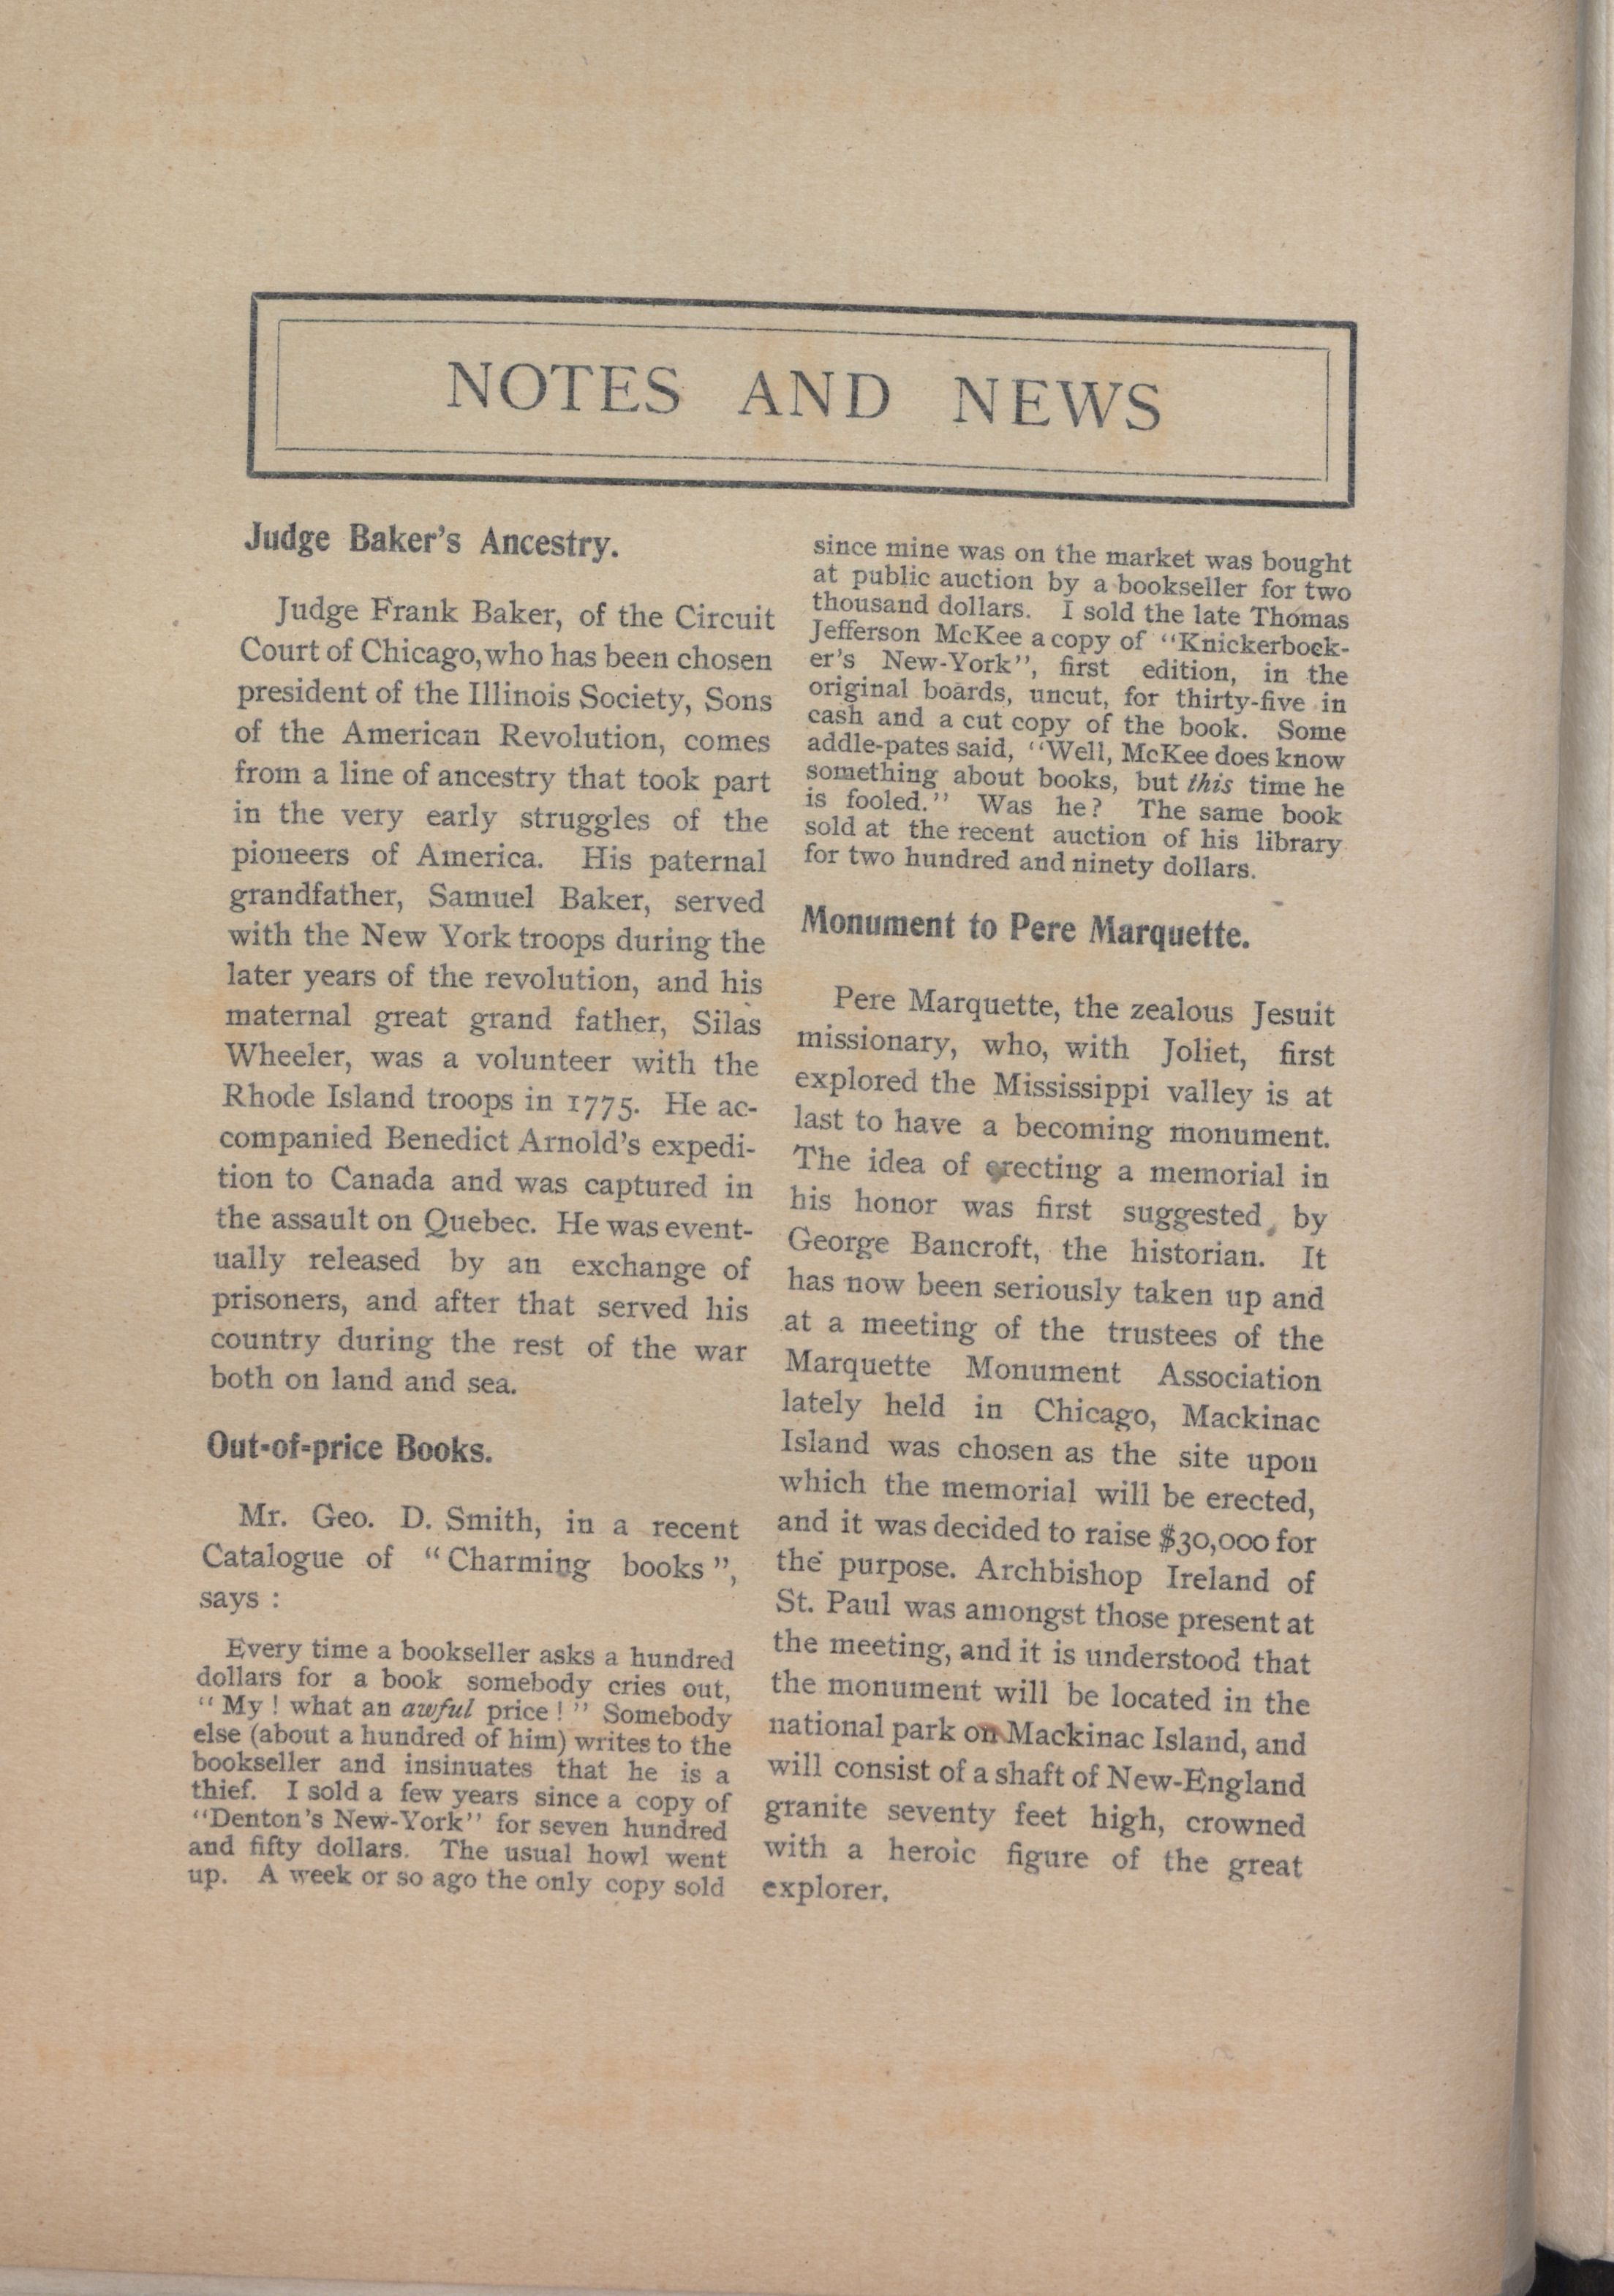 NOTES AND NEWS
Judge Baker's Ancestry.
Judge Frank Baker, of the Circuit
Court of Chicago, who has been chosen
president of the Illinois Society, Sons
of the American Revolution, comes
from a line of ancestry that took part
in the very early struggles of the
pioneers of America. His paternal
grandfather, Samuel Baker, served
with the New York troops during the
later years of the revolution, and his
maternal great grand father, Silas
Wheeler, was a volunteer with the
Rhode Island troops in 1775. He ac-
companied Benedict Arnold's expedi-
tion to Canada and was captured in
the assault on Quebec. He was event-
ually released by an exchange of
prisoners, and after that served his
country during the rest of the war
both on land and sea.
Out-of-price Books.
Mr. Geo. D. Smith, in a recent
Catalogue of "Charming books",
says :
Every time a bookseller asks a hundred
dollars for a book somebody cries out,
"My ! what an awful price ! " Somebody
else (about a hundred of him) writes to the
bookseller and insinuates that he is a
thief. I sold a few years since a copy of
"Denton's New-York" for seven hundred
and fifty dollars. The usual howl went
up. A week or so ago the only copy sold
since mine was on the market was bought
at public auction by a bookseller for two
thousand dollars. I sold the late Thomas
Jefferson McKee a copy of "Knickerbock-
er's New-York", first edition, in the
original boards, uncut, for thirty-five in
cash and a cut copy of the book. Some
addle-pates said, "Well, McKee does know
something about books, but this time he
is fooled." Was he? The same book
sold at the recent auction of his library
for two hundred and ninety dollars.
Monument to Pere Marquette.
Pere Marquette, the zealous Jesuit
missionary, who, with Joliet, first
explored the Mississippi valley is at
last to have a becoming monument.
The idea of erecting a memorial in
his honor was first suggested by
George Bancroft, the historian. It
has now been seriously taken up and
at a meeting of the trustees of the
Marquette Monument Association
lately held in Chicago, Mackinac
Island was chosen as the site upon
which the memorial will be erected,
and it was decided to raise $30,000 for
the purpose. Archbishop Ireland of
St. Paul was amongst those present at
the meeting, and it is understood that
the monument will be located in the
national park on Mackinac Island, and
will consist of a shaft of New-England
granite seventy feet high, crowned
with a heroic figure of the great
explorer.